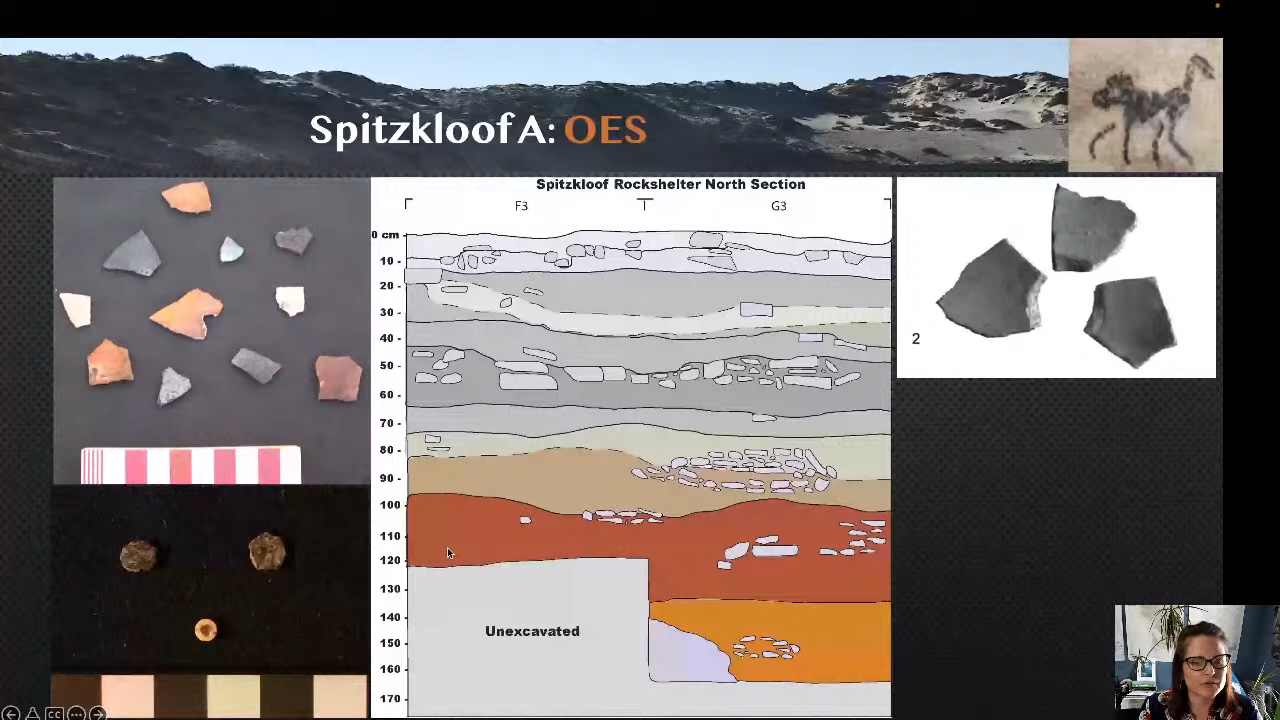 Spitzkloof A: OES
Spitzkloof Rockshelter North Section
F3
G3
0 cm
10 -
20 -
30 -
40 -
50 -
60 -
70 -
80 -
90 -
100 -
110 -
120 -
130 -
140 -
150 -
160 -
170
Unexcavated
2
CC